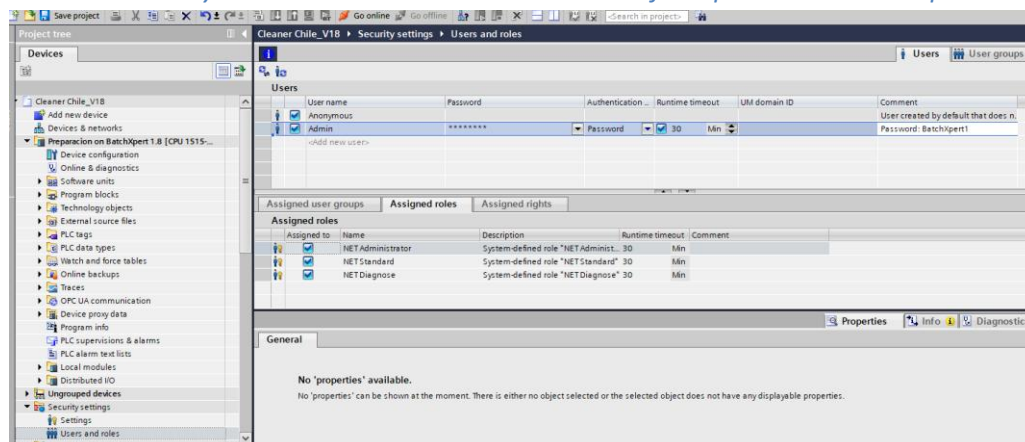 Save project
Go online
Go offline
<Search in project>
Project tree
Cleaner Chile_V18 ▸ Security settings ▸ Users and roles
Devices
Users
User groups
Users
User name Password Authentication ... Runtime timeout UM domain ID Comment
Anonymous User created by default that does n..
Admin ******** Password 30 Min Password: BatchXpert1
<Add new user>
Cleaner Chile_V18
Add new device
Devices & networks
Preparacion on BatchXpert 1.8 [CPU 1515-...
Device configuration
Online & diagnostics
Software units
Program blocks
Technology objects
External source files
PLC tags
PLC data types
Watch and force tables
Online backups
Traces
OPC UA communication
Device proxy data
Program info
PLC supervisions & alarms
PLC alarm text lists
Local modules
Distributed I/O
Ungrouped devices
Security settings
Settings
Users and roles
Assigned user groups Assigned roles Assigned rights
Assigned roles
Assigned to Name Description Runtime timeout Comment
NET Administrator System-defined role "NET Administ... 30 Min
NET Standard System-defined role "NET Standard" 30 Min
NET Diagnose System-defined role "NET Diagnose" 30 Min
Properties Info Diagnostic
General
No 'properties' available.
No 'properties' can be shown at the moment. There is either no object selected or the selected object does not have any displayable properties.